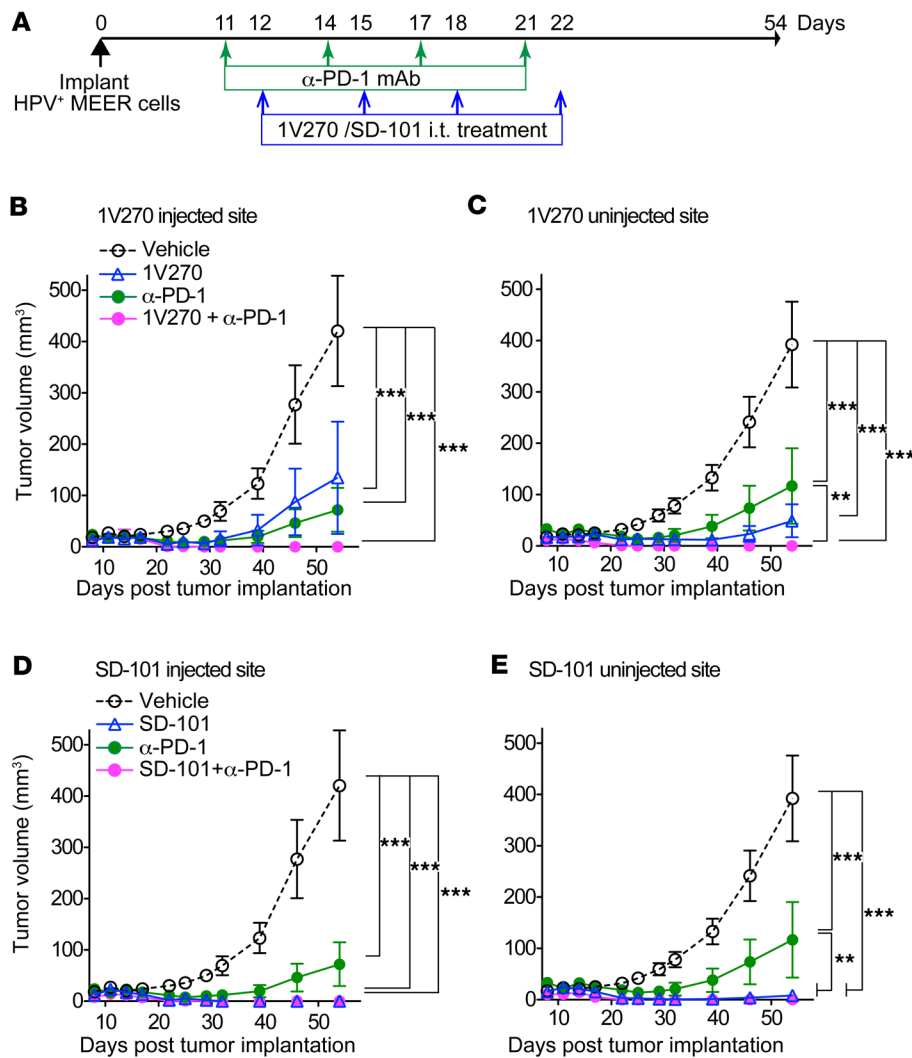 A
0 11 12 14 15 17 18 21 22 54 Days
Implant
HPV+ MEER cells
α-PD-1 mAb
1V270 /SD-101 i.t. treatment
B
1V270 injected site
Vehicle
1V270
α-PD-1
1V270 + α-PD-1
Tumor volume (mm³)
500
400
300
200
100
0
10 20 30 40 50
Days post tumor implantation
***
***
***
C
1V270 uninjected site
500
400
300
200
100
0
10 20 30 40 50
Days post tumor implantation
***
***
***
**
D
SD-101 injected site
Vehicle
SD-101
α-PD-1
SD-101+α-PD-1
Tumor volume (mm³)
500
400
300
200
100
0
10 20 30 40 50
Days post tumor implantation
***
***
***
E
SD-101 uninjected site
500
400
300
200
100
0
10 20 30 40 50
Days post tumor implantation
***
***
**